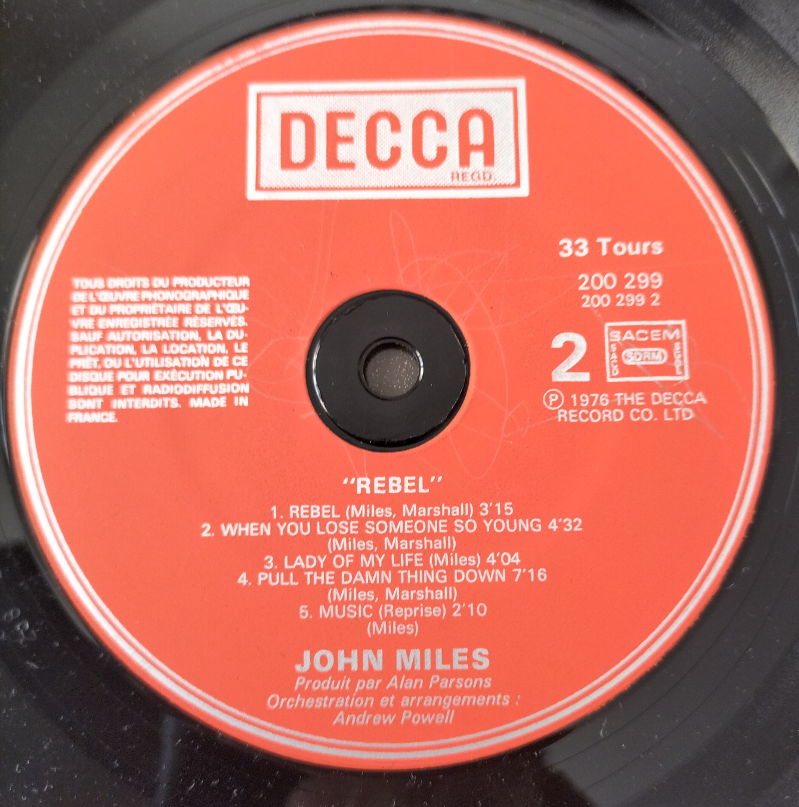 DECCA
REGD.
33 Tours
200 299
200 299 2
2
SACEM
SACD
SDRM
SGDL
Ⓟ 1976 THE DECCA
RECORD CO. LTD
TOUS DROITS DU PRODUCTEUR
DE L'ŒUVRE PHONOGRAPHIQUE
ET DU PROPRIÉTAIRE DE L'ŒU-
VRE ENREGISTRÉE RÉSERVÉS.
SAUF AUTORISATION, LA DU-
PLICATION, LA LOCATION, LE
PRÊT, OU L'UTILISATION DE CE
DISQUE POUR EXÉCUTION PU-
BLIQUE ET RADIODIFFUSION
SONT INTERDITS. MADE IN
FRANCE.
"REBEL"
1. REBEL (Miles, Marshall) 3'15
2. WHEN YOU LOSE SOMEONE SO YOUNG 4'32
(Miles, Marshall)
3. LADY OF MY LIFE (Miles) 4'04
4. PULL THE DAMN THING DOWN 7'16
(Miles, Marshall)
5. MUSIC (Reprise) 2'10
(Miles)
JOHN MILES
Produit par Alan Parsons
Orchestration et arrangements :
Andrew Powell